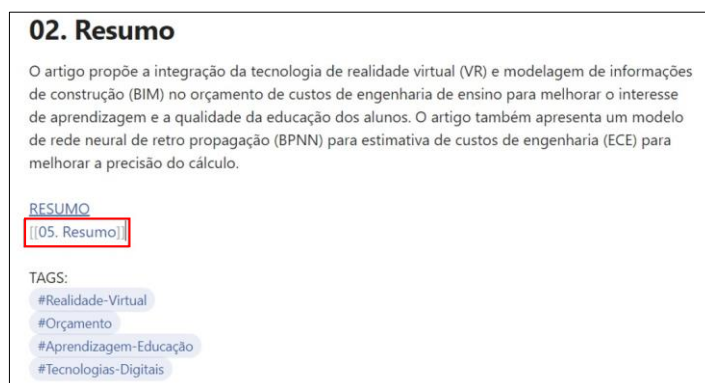 02. Resumo
O artigo propõe a integração da tecnologia de realidade virtual (VR) e modelagem de informações
de construção (BIM) no orçamento de custos de engenharia de ensino para melhorar o interesse
de aprendizagem e a qualidade da educação dos alunos. O artigo também apresenta um modelo
de rede neural de retro propagação (BPNN) para estimativa de custos de engenharia (ECE) para
melhorar a precisão do cálculo.
RESUMO
[[05. Resumo]]
TAGS:
#Realidade-Virtual
#Orçamento
#Aprendizagem-Educação
#Tecnologias-Digitais